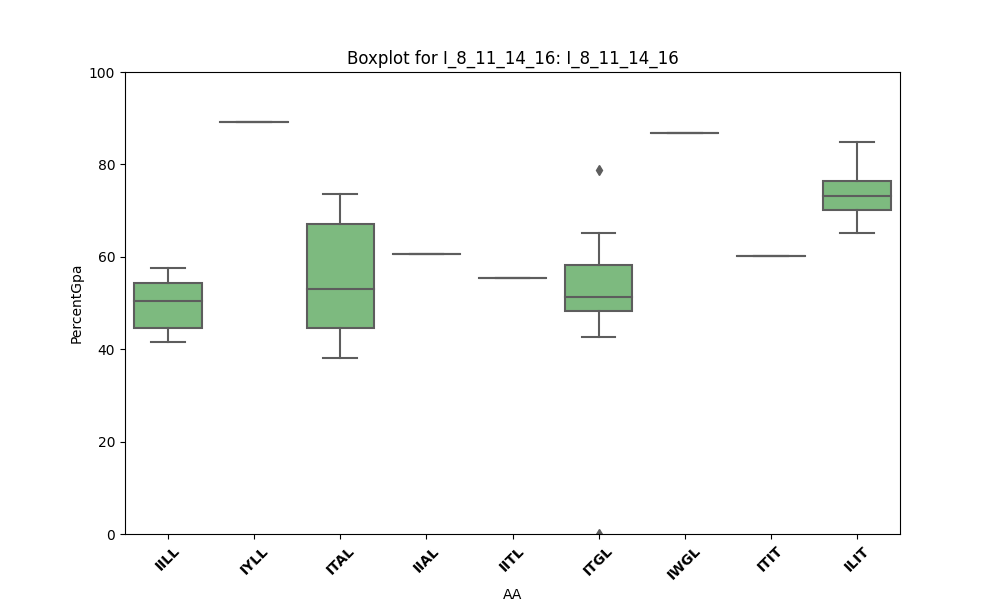 Boxplot for I_8_11_14_16: I_8_11_14_16
100
80
60
40
20
0
PercentGpa
IILL
IYLL
ITAL
IIAL
IITL
ITGL
IWGL
ITIT
ILIT
AA